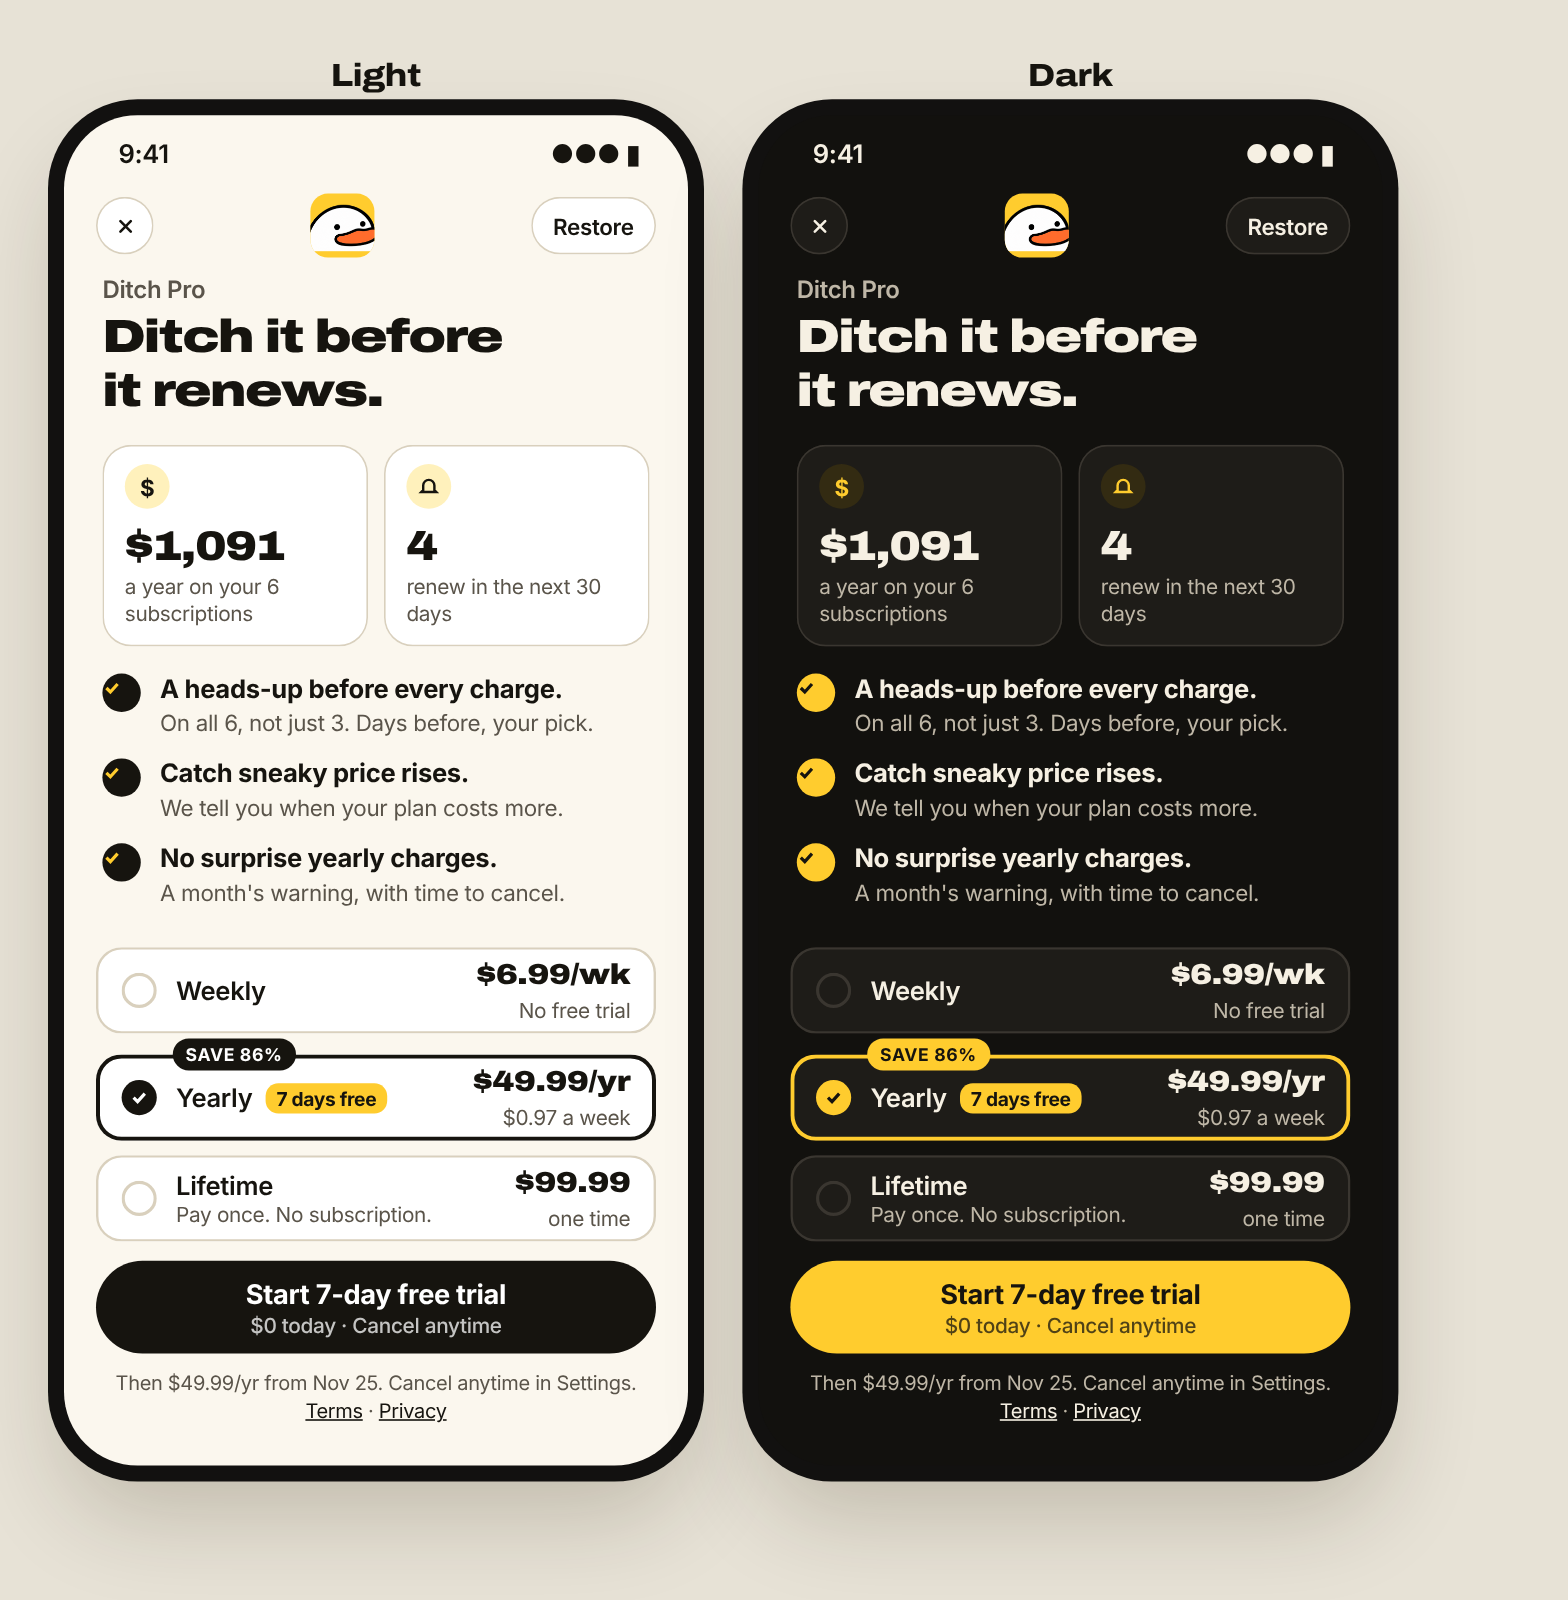 Light
9:41
Restore
Ditch Pro
Ditch it before
it renews.
$
$1,091
a year on your 6
subscriptions
4
renew in the next 30
days
A heads-up before every charge.
On all 6, not just 3. Days before, your pick.
Catch sneaky price rises.
We tell you when your plan costs more.
No surprise yearly charges.
A month's warning, with time to cancel.
Weekly
$6.99/wk
No free trial
SAVE 86%
Yearly
7 days free
$49.99/yr
$0.97 a week
Lifetime
Pay once. No subscription.
$99.99
one time
Start 7-day free trial
$0 today · Cancel anytime
Then $49.99/yr from Nov 25. Cancel anytime in Settings.
Terms · Privacy
Dark
9:41
Restore
Ditch Pro
Ditch it before
it renews.
$
$1,091
a year on your 6
subscriptions
4
renew in the next 30
days
A heads-up before every charge.
On all 6, not just 3. Days before, your pick.
Catch sneaky price rises.
We tell you when your plan costs more.
No surprise yearly charges.
A month's warning, with time to cancel.
Weekly
$6.99/wk
No free trial
SAVE 86%
Yearly
7 days free
$49.99/yr
$0.97 a week
Lifetime
Pay once. No subscription.
$99.99
one time
Start 7-day free trial
$0 today · Cancel anytime
Then $49.99/yr from Nov 25. Cancel anytime in Settings.
Terms · Privacy